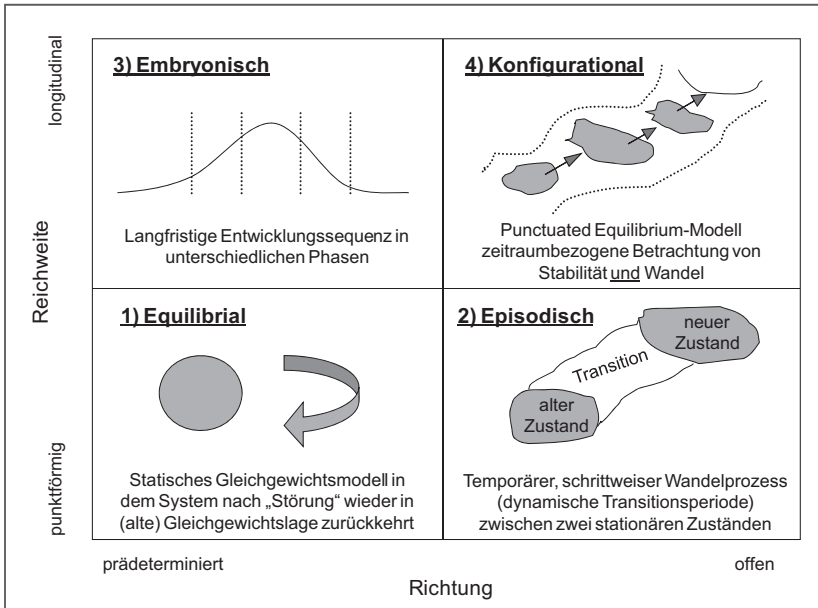 longitudinal
Reichweite
punktförmig
3) Embryonisch
Langfristige Entwicklungssequenz in
unterschiedlichen Phasen
4) Konfigurational
Punctuated Equilibrium-Modell
zeitraumbezogene Betrachtung von
Stabilität und Wandel
1) Equilibrial
Statisches Gleichgewichtsmodell in
dem System nach „Störung“ wieder in
(alte) Gleichgewichtslage zurückkehrt
2) Episodisch
neuer
Zustand
Transition
alter
Zustand
Temporärer, schrittweiser Wandelprozess
(dynamische Transitionsperiode)
zwischen zwei stationären Zuständen
prädeterminiert
offen
Richtung